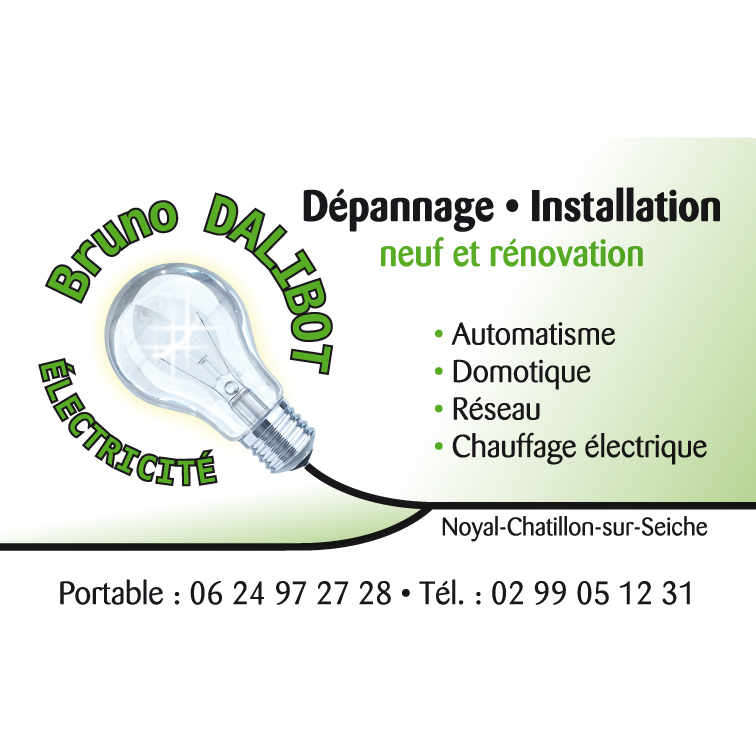 Bruno DALIBOT
ÉLECTRICITÉ
Dépannage • Installation
neuf et rénovation
• Automatisme
• Domotique
• Réseau
• Chauffage électrique
Noyal-Chatillon-sur-Seiche
Portable : 06 24 97 27 28 • Tél. : 02 99 05 12 31